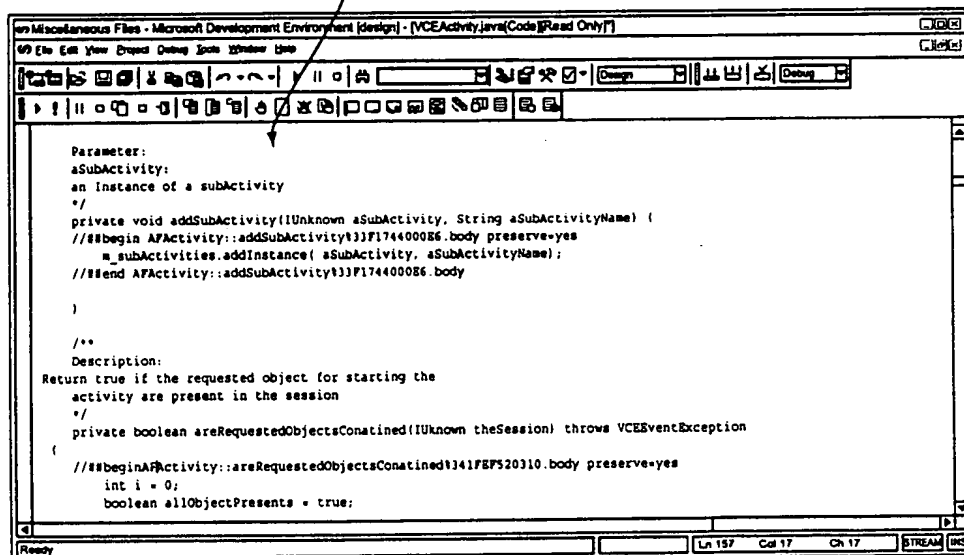 Miscellaneous Files - Microsoft Development Environment [design] - [VCEActivity.java[Code][Read Only]*]
File Edit View Project Debug Tools Window Help
Design Debug
Parameter:
aSubActivity:
an Instance of a subActivity
*/
private void addSubActivity(IUnknown aSubActivity, String aSubActivityName) {
//##begin AFActivity::addSubActivity%33F1744000E6.body preserve=yes
m_subActivities.addInstance( aSubActivity, aSubActivityName);
//##end AFActivity::addSubActivity%33F1744000E6.body
}
/**
Description:
Return true if the requested object for starting the
activity are present in the session
*/
private boolean areRequestedObjectsConatined(IUknown theSession) throws VCEEventException
{
//##beginAFActivity::areRequestedObjectsConatined%341FEF520310.body preserve=yes
int i = 0;
boolean allObjectPresents = true;
Ready Ln 157 Col 17 Ch 17 STREAM INS